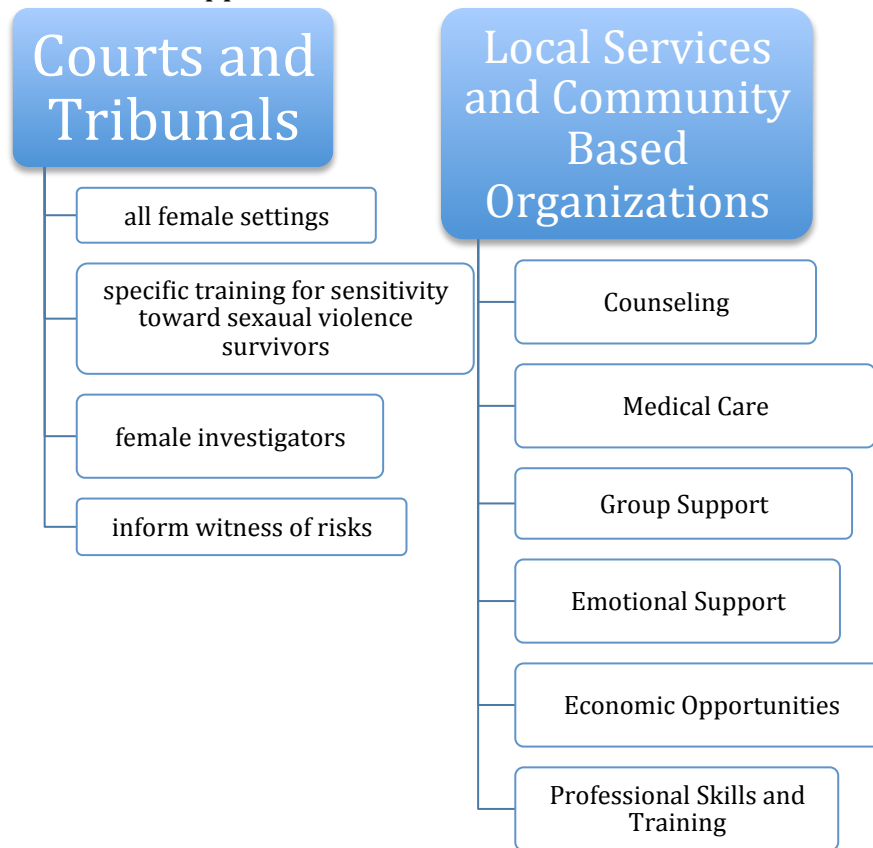 Courts and
Tribunals
all female settings
specific training for sensitivity
toward sexaual violence
survivors
female investigators
inform witness of risks
Local Services
and Community
Based
Organizations
Counseling
Medical Care
Group Support
Emotional Support
Economic Opportunities
Professional Skills and
Training